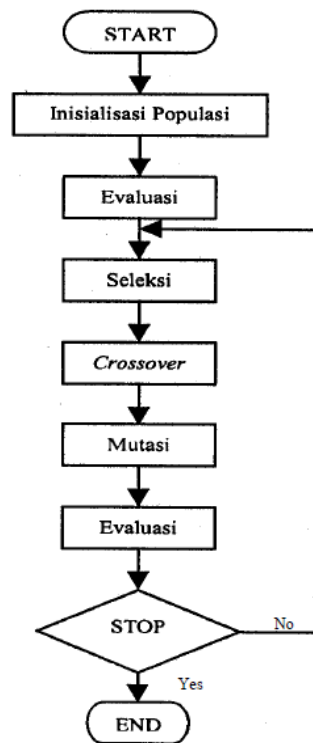 START
Inisialisasi Populasi
Evaluasi
Seleksi
Crossover
Mutasi
Evaluasi
STOP
No
Yes
END